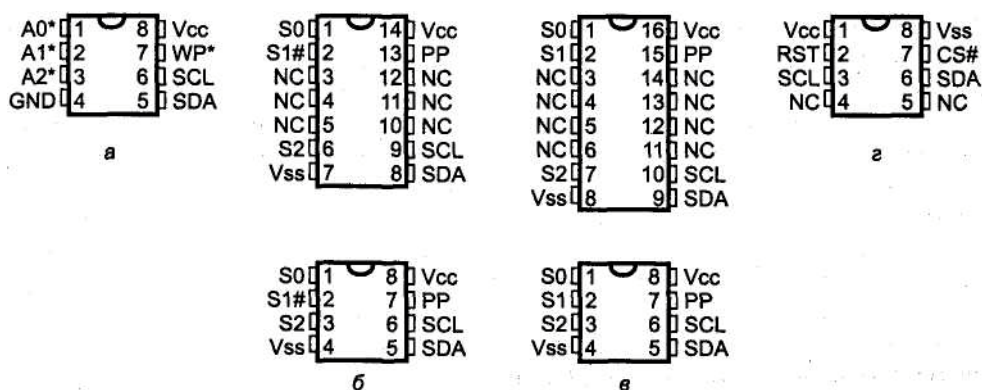 A0* 1 8 Vcc
A1* 2 7 WP*
A2* 3 6 SCL
GND 4 5 SDA
а
S0 1 14 Vcc
S1# 2 13 PP
NC 3 12 NC
NC 4 11 NC
NC 5 10 NC
S2 6 9 SCL
Vss 7 8 SDA
S0 1 8 Vcc
S1# 2 7 PP
S2 3 6 SCL
Vss 4 5 SDA
б
S0 1 16 Vcc
S1 2 15 PP
NC 3 14 NC
NC 4 13 NC
NC 5 12 NC
NC 6 11 NC
S2 7 10 SCL
Vss 8 9 SDA
S0 1 8 Vcc
S1 2 7 PP
S2 3 6 SCL
Vss 4 5 SDA
в
Vcc 1 8 Vss
RST 2 7 CS#
SCL 3 6 SDA
NC 4 5 NC
г